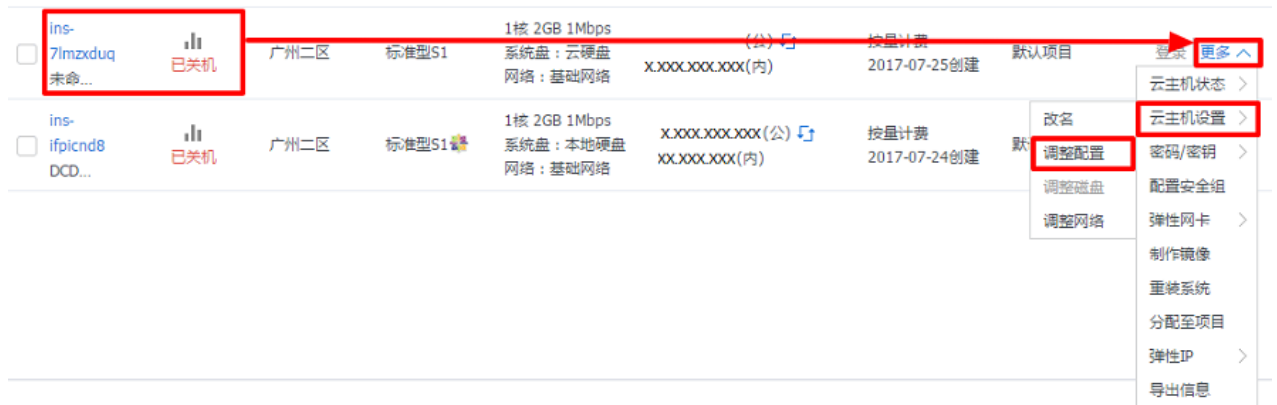 ins-
7lmzxduq
未命...
已关机
广州二区
标准型S1
1核 2GB 1Mbps
系统盘：云硬盘
网络：基础网络
(公)
X.XXX.XXX.XXX(内)
按量计费
2017-07-25创建
默认项目
登录 更多
ins-
ifpicnd8
DCD...
已关机
广州二区
标准型S1
1核 2GB 1Mbps
系统盘：本地硬盘
网络：基础网络
X.XXX.XXX.XXX(公)
XX.XXX.XXX(内)
按量计费
2017-07-24创建
默
改名
调整配置
调整磁盘
调整网络
云主机状态
云主机设置
密码/密钥
配置安全组
弹性网卡
制作镜像
重装系统
分配至项目
弹性IP
导出信息